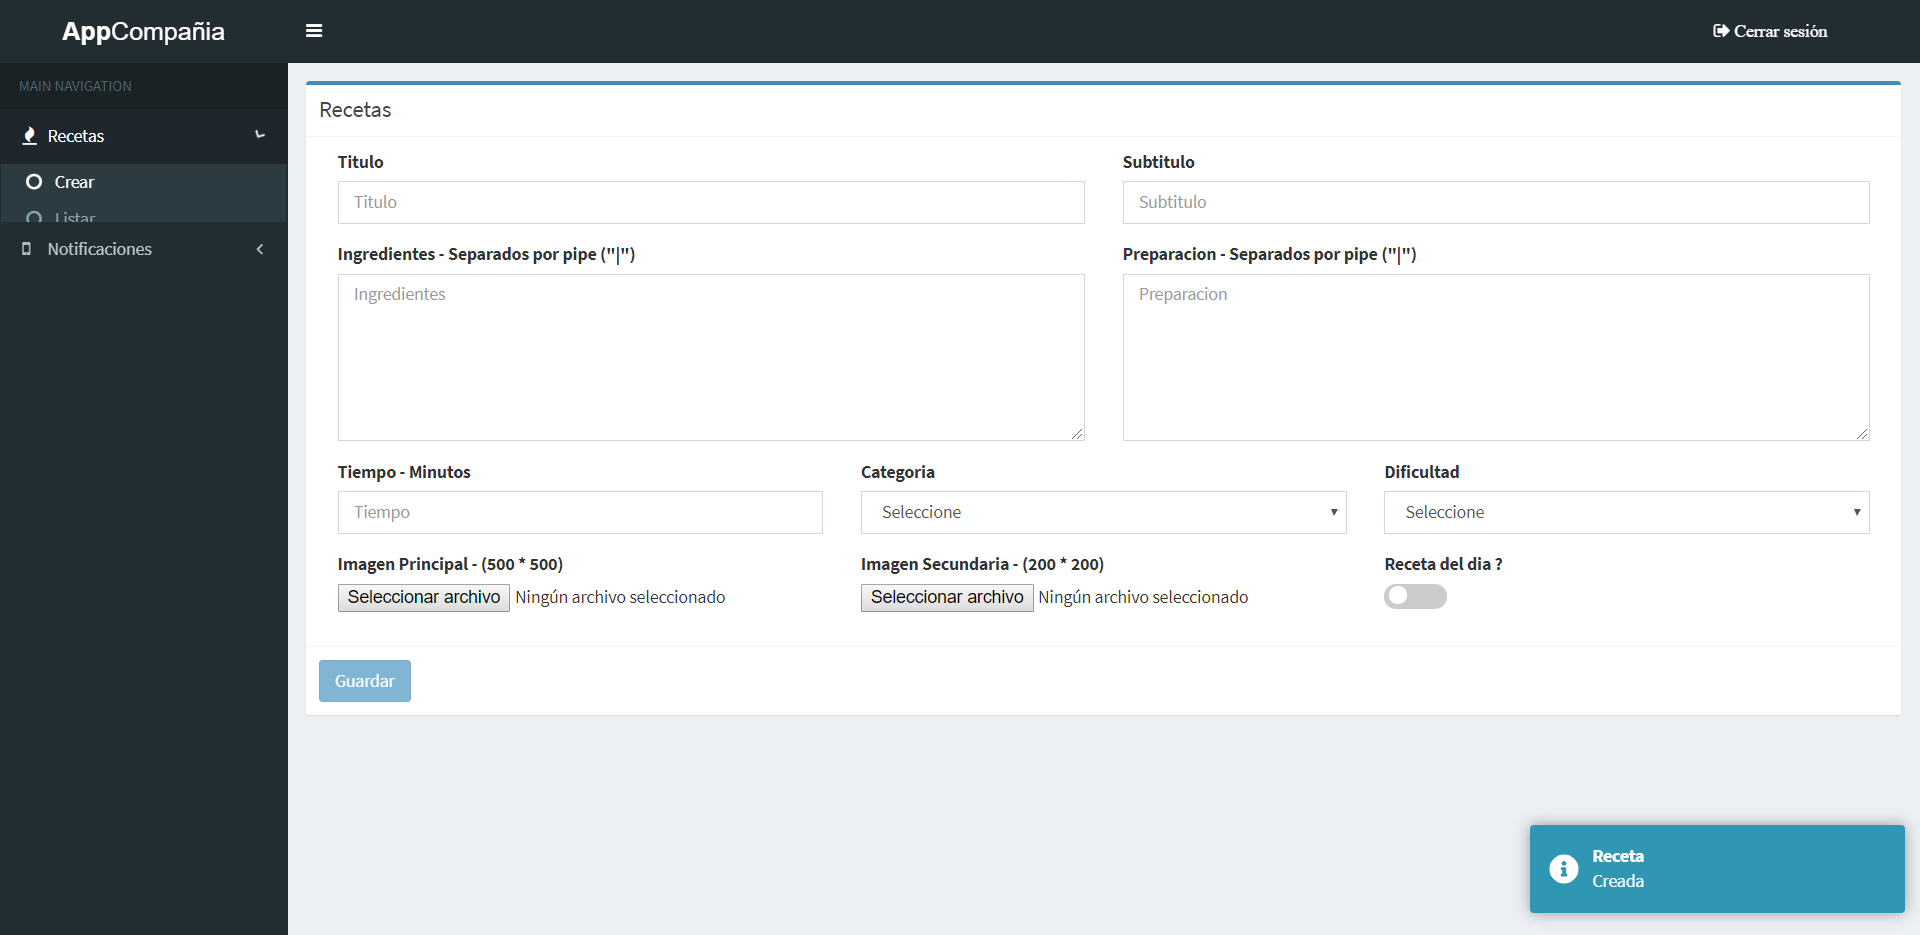 AppCompañia
Cerrar sesión
MAIN NAVIGATION
Recetas
Crear
Listar
Notificaciones
Recetas
Titulo
Subtitulo
Titulo
Subtitulo
Ingredientes - Separados por pipe ("|")
Preparacion - Separados por pipe ("|")
Ingredientes
Preparacion
Tiempo - Minutos
Categoria
Dificultad
Tiempo
Seleccione
Seleccione
Imagen Principal - (500 * 500)
Imagen Secundaria - (200 * 200)
Receta del dia ?
Seleccionar archivo Ningún archivo seleccionado
Seleccionar archivo Ningún archivo seleccionado
Guardar
Receta
Creada